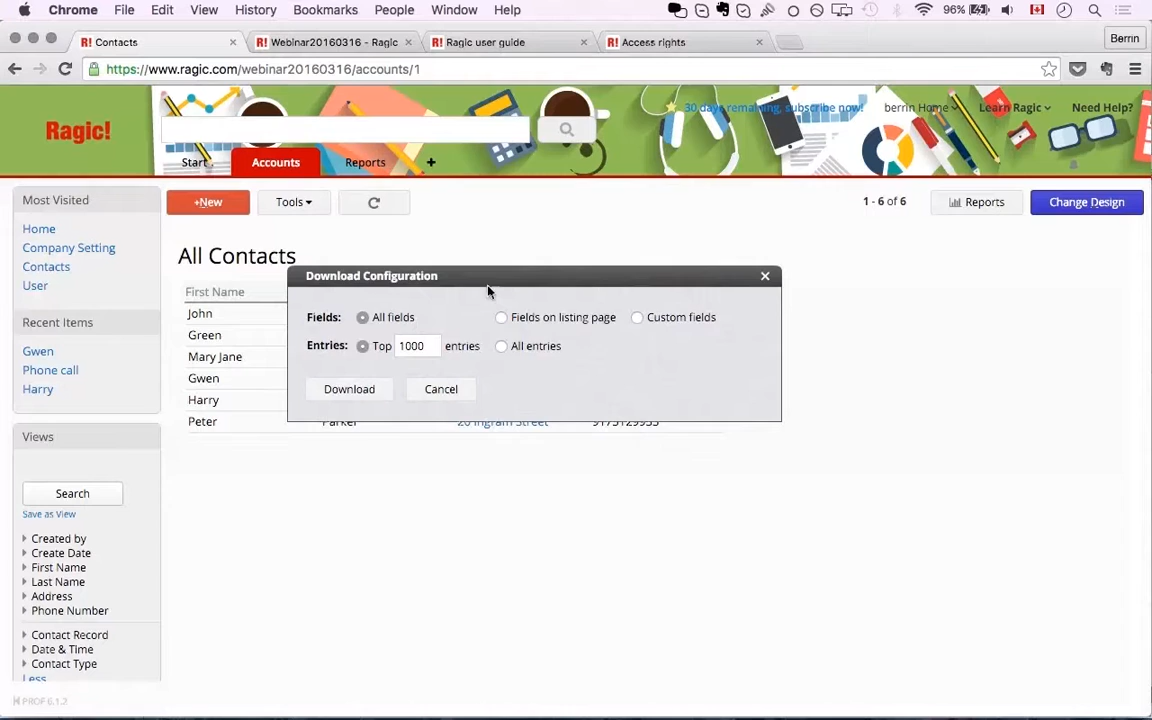 Chrome File Edit View History Bookmarks People Window Help 96%
R! Contacts × R! Webinar20160316 - Ragic × R! Ragic user guide × R! Access rights × Berrin
https://www.ragic.com/webinar20160316/accounts/1
30 days remaining, subscribe now! berrin Home Learn Ragic Need Help?
Ragic!
Start Accounts Reports +
Most Visited
+New Tools 1 - 6 of 6 Reports Change Design
Home
Company Setting
Contacts
User
All Contacts
Download Configuration ×
First Name
John
Fields: All fields Fields on listing page Custom fields
Recent Items
Green
Entries: Top 1000 entries All entries
Gwen
Mary Jane
Phone call
Gwen
Harry
Download Cancel
Harry
Peter Parker 20 Ingram Street 9175129933
Views
Search
Save as View
Created by
Create Date
First Name
Last Name
Address
Phone Number
Contact Record
Date & Time
Contact Type
Less
PROF 6.1.2